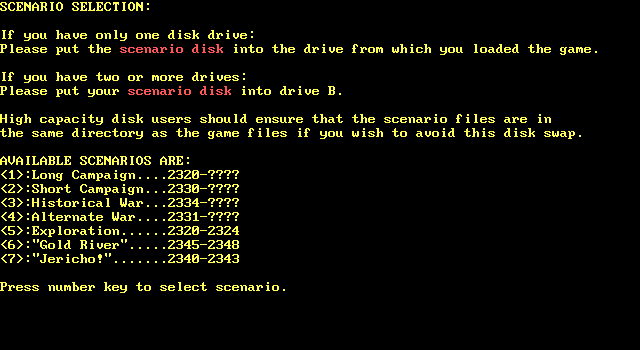 SCENARIO SELECTION:
If you have only one disk drive:
Please put the scenario disk into the drive from which you loaded the game.
If you have two or more drives:
Please put your scenario disk into drive B.
High capacity disk users should ensure that the scenario files are in
the same directory as the game files if you wish to avoid this disk swap.
AVAILABLE SCENARIOS ARE:
<1>:Long Campaign....2320-????
<2>:Short Campaign...2330-????
<3>:Historical War...2334-????
<4>:Alternate War....2331-????
<5>:Exploration......2320-2324
<6>:"Gold River".....2345-2348
<7>:"Jericho!".......2340-2343
Press number key to select scenario.